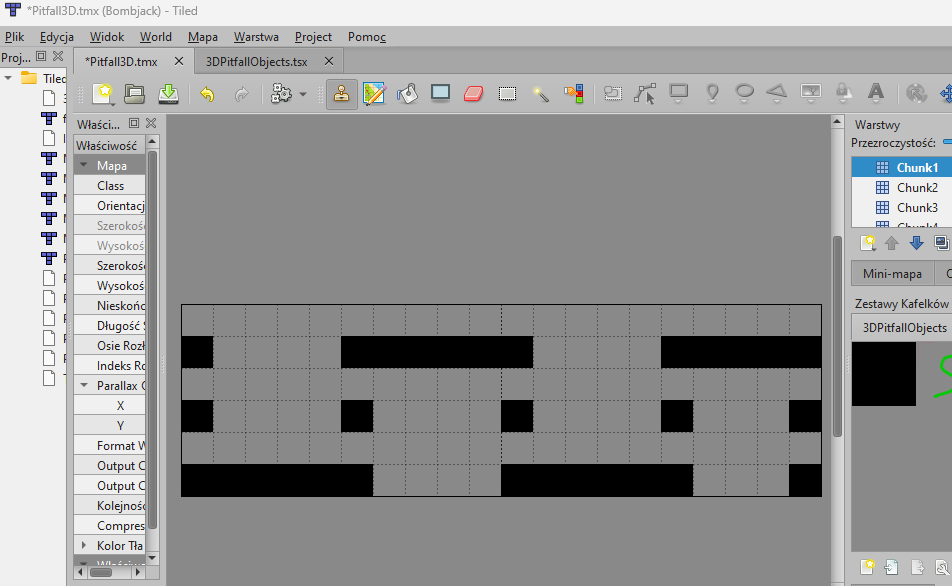 *Pitfall3D.tmx (Bombjack) - Tiled
Plik Edycja Widok World Mapa Warstwa Project Pomoc
Proj...
*Pitfall3D.tmx
3DPitfallObjects.tsx
Tiled
Właści...
Właściwość
Mapa
Class
Orientacj
Szerokoś
Wysokoś
Szerokoś
Wysokoś
Nieskońc
Długość
Osie Rozł
Indeks Ro
Parallax O
X
Y
Format W
Output C
Output C
Kolejnośc
Compres
Kolor Tła
Warstwy
Przezroczystość:
Chunk1
Chunk2
Chunk3
Mini-mapa
Zestawy Kafelków
3DPitfallObjects